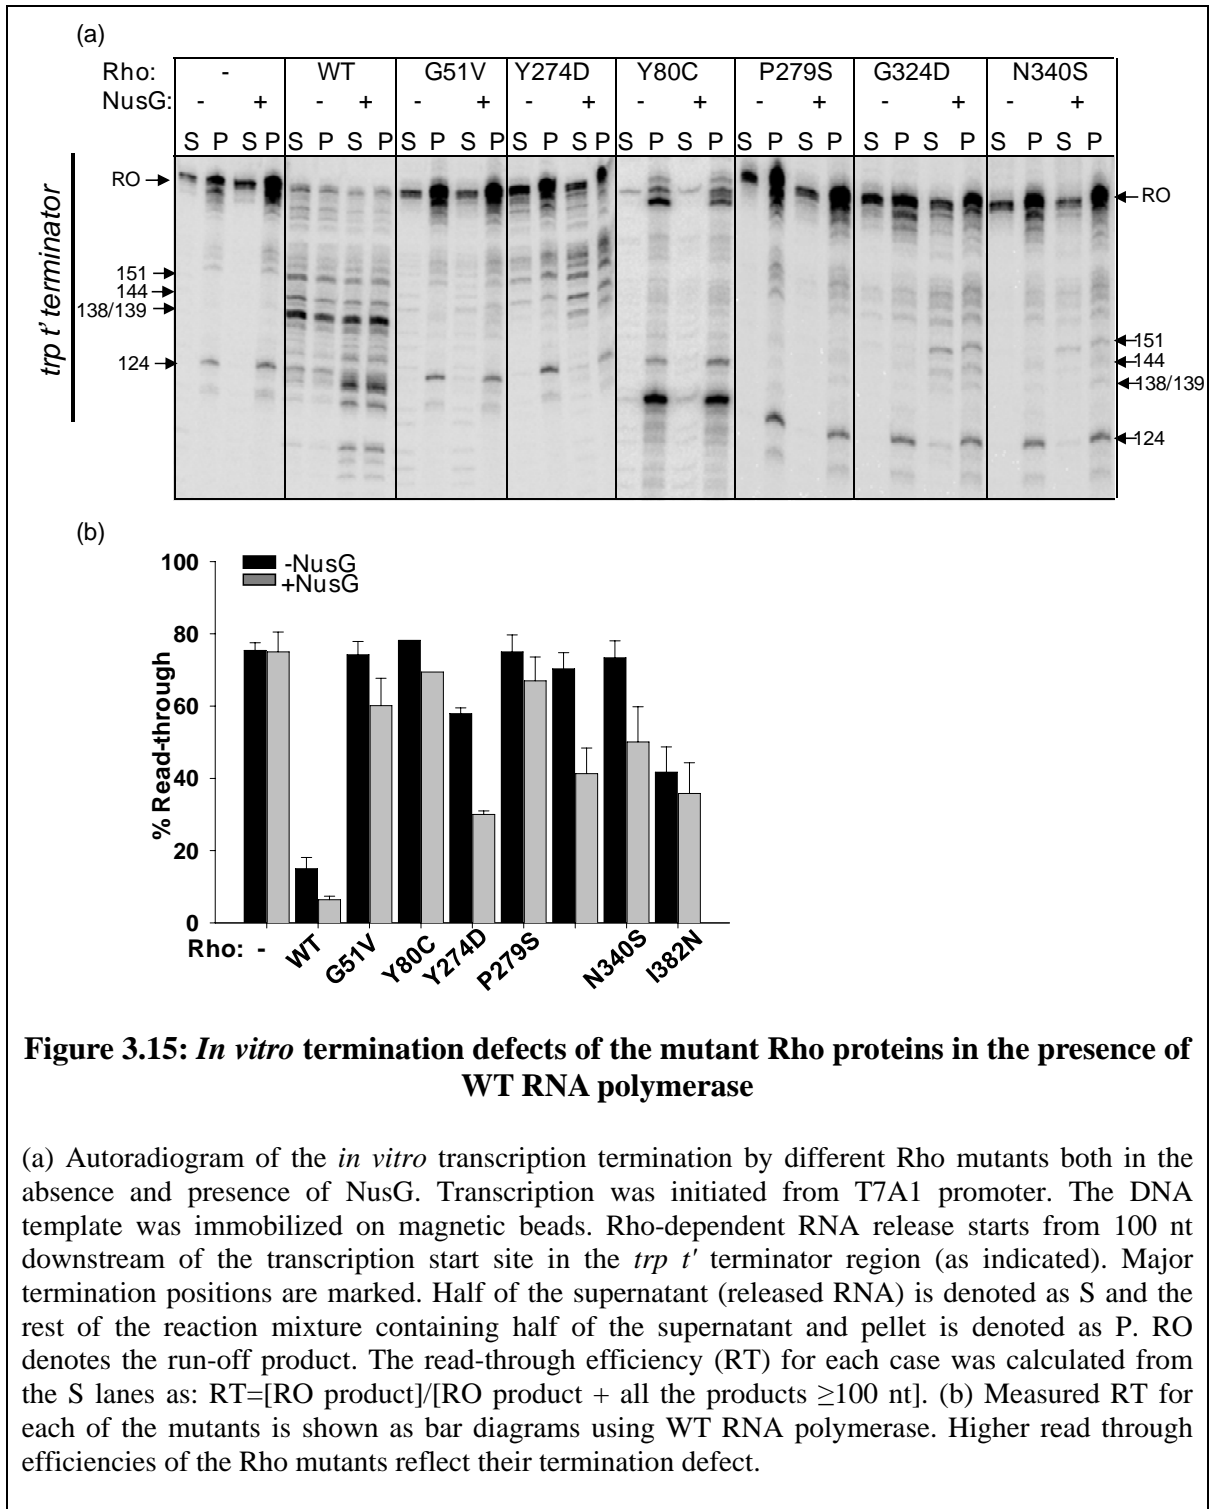 (a)
Rho: - WT G51V Y274D Y80C P279S G324D N340S
NusG: - + - + - + - + - + - + - + - +
S P S P S P S P S P S P S P S P S P S P S P S P S P S P S P S P
trp t' terminator
RO
151
144
138/139
124
RO
151
144
138/139
124
(b)
100
80
60
40
20
0
% Read-through
-NusG
+NusG
Rho: - WT G51V Y80C Y274D P279S N340S I382N
Figure 3.15: In vitro termination defects of the mutant Rho proteins in the presence of
WT RNA polymerase
(a) Autoradiogram of the in vitro transcription termination by different Rho mutants both in the
absence and presence of NusG. Transcription was initiated from T7A1 promoter. The DNA
template was immobilized on magnetic beads. Rho-dependent RNA release starts from 100 nt
downstream of the transcription start site in the trp t' terminator region (as indicated). Major
termination positions are marked. Half of the supernatant (released RNA) is denoted as S and the
rest of the reaction mixture containing half of the supernatant and pellet is denoted as P. RO
denotes the run-off product. The read-through efficiency (RT) for each case was calculated from
the S lanes as: RT=[RO product]/[RO product + all the products ≥100 nt]. (b) Measured RT for
each of the mutants is shown as bar diagrams using WT RNA polymerase. Higher read through
efficiencies of the Rho mutants reflect their termination defect.